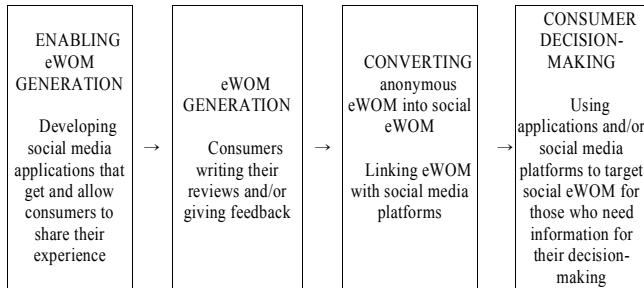 ENABLING
eWOM
GENERATION
Developing
social media
applications that
get and allow
consumers to
share their
experience
→
eWOM
GENERATION
Consumers
writing their
reviews and/or
giving feedback
→
CONVERTING
anonymous
eWOM into social
eWOM
Linking eWOM
with social media
platforms
→
CONSUMER
DECISION-
MAKING
Using
applications and/or
social media
platforms to target
social eWOM for
those who need
information for
their decision-
making